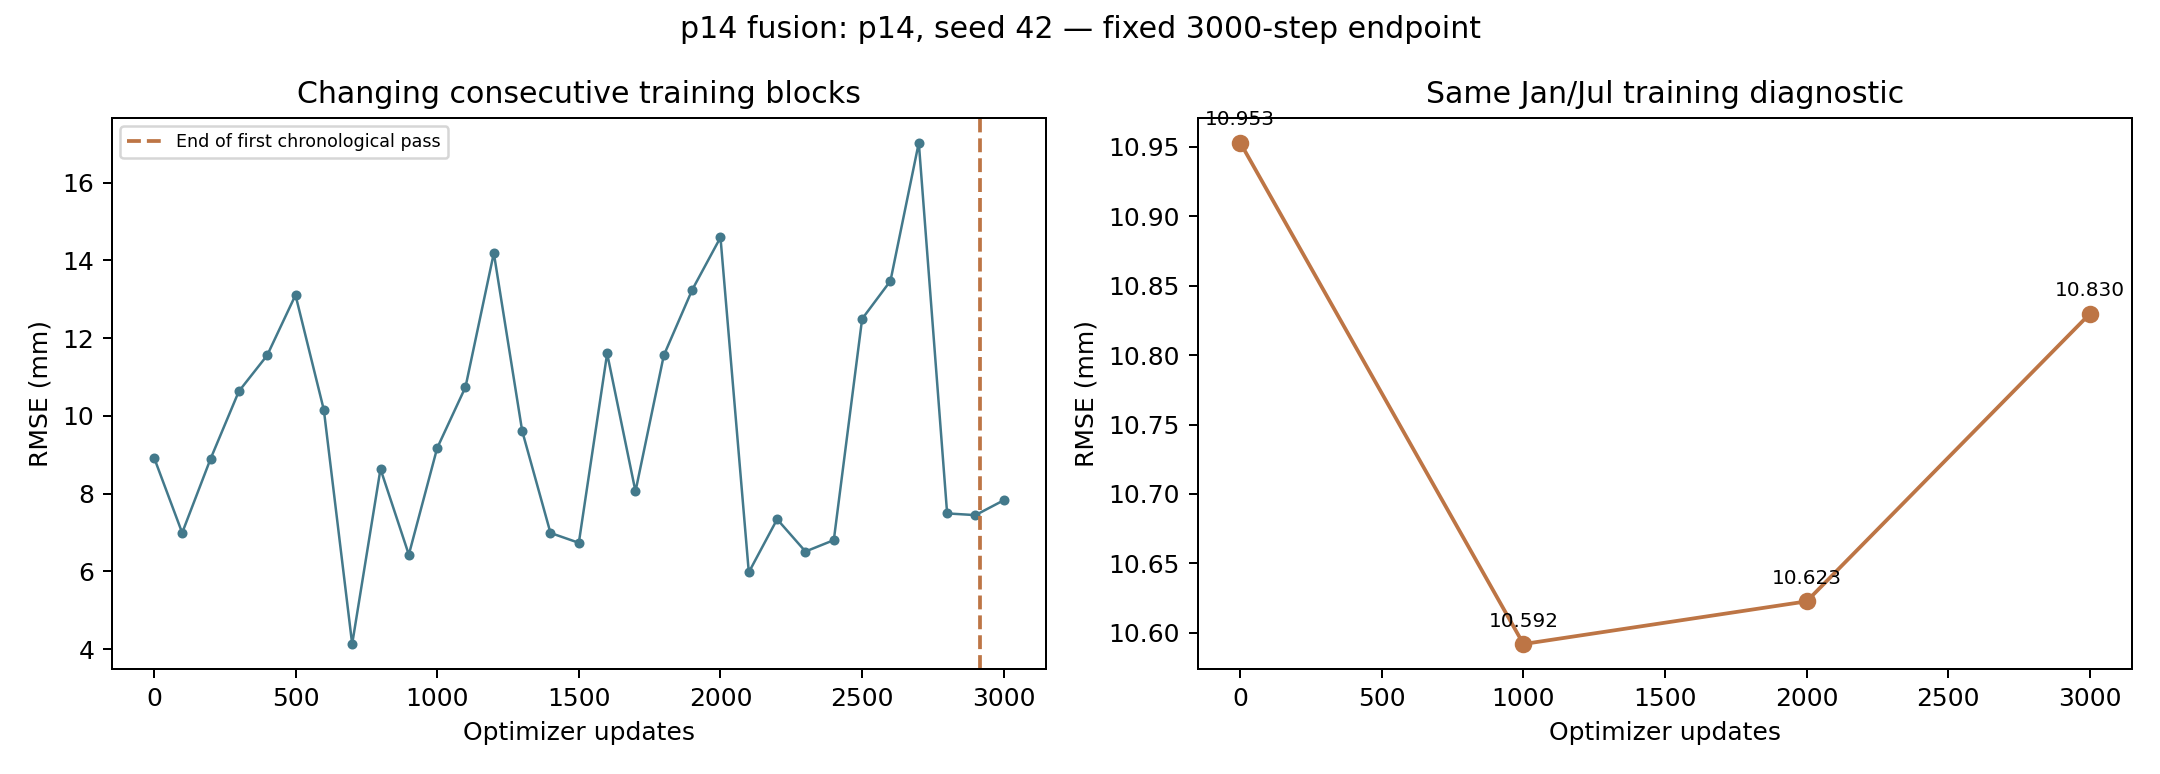 p14 fusion: p14, seed 42 — fixed 3000-step endpoint
Changing consecutive training blocks
End of first chronological pass
RMSE (mm)
16
14
12
10
8
6
4
0 500 1000 1500 2000 2500 3000
Optimizer updates
Same Jan/Jul training diagnostic
RMSE (mm)
10.95
10.90
10.85
10.80
10.75
10.70
10.65
10.60
10.953
10.592
10.623
10.830
0 500 1000 1500 2000 2500 3000
Optimizer updates